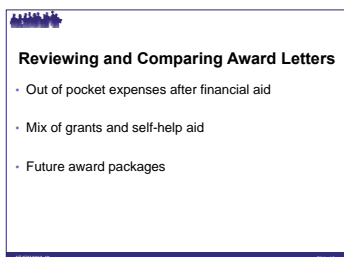 Reviewing and Comparing Award Letters
• Out of pocket expenses after financial aid
• Mix of grants and self-help aid
• Future award packages